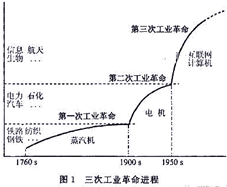 第三次工业革命
信息 航天
生物 …
互联网
计算机
第二次工业革命
电力 石化
汽车 …
第一次工业革命
电 机
铁路 纺织
钢铁 …
蒸汽机
1760 s
1900 s
1950 s
图 1 三次工业革命进程